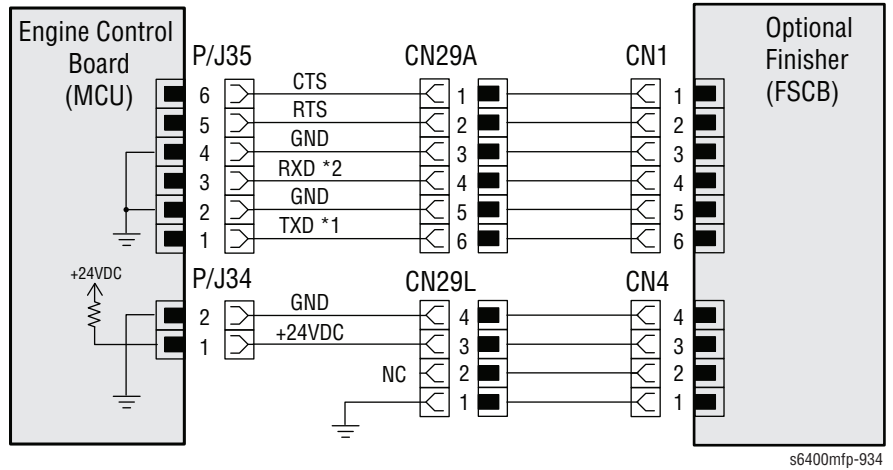 Engine Control
Board
(MCU)
Optional
Finisher
(FSCB)
P/J35 CN29A CN1
6 CTS 1 1
5 RTS 2 2
4 GND 3 3
3 RXD *2 4 4
2 GND 5 5
1 TXD *1 6 6
+24VDC
P/J34 CN29L CN4
2 GND 4 4
1 +24VDC 3 3
NC 2 2
1 1
s6400mfp-934